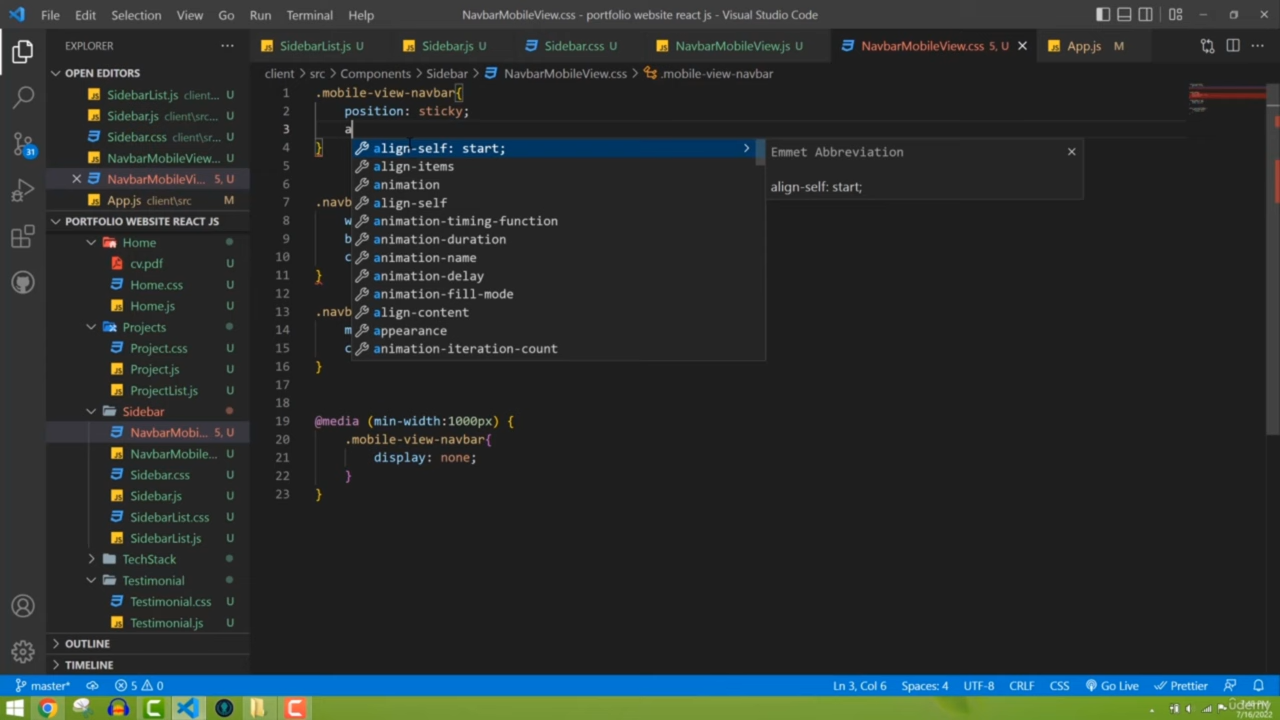 File Edit Selection View Go Run Terminal Help NavbarMobileView.css - portfolio website react js - Visual Studio Code
EXPLORER
SidebarList.js U Sidebar.js U Sidebar.css U NavbarMobileView.js U NavbarMobileView.css 5, U App.js M
OPEN EDITORS
client > src > Components > Sidebar > NavbarMobileView.css > .mobile-view-navbar
SidebarList.js client... U
Sidebar.js client\src... U
Sidebar.css client\src... U
NavbarMobileView... U
NavbarMobileVi... 5, U
App.js client\src M
PORTFOLIO WEBSITE REACT JS
Home
cv.pdf U
Home.css U
Home.js U
Projects
Project.css U
Project.js U
ProjectList.js U
Sidebar
NavbarMobi... 5, U
NavbarMobile... U
Sidebar.css U
Sidebar.js U
SidebarList.css U
SidebarList.js U
TechStack
Testimonial
Testimonial.css U
Testimonial.js U
OUTLINE
TIMELINE
31
1 .mobile-view-navbar{
2 position: sticky;
3 a
4 }
5
6
7 .navb
8 w
9 b
10 c
11 }
12
13 .navb
14 m
15 c
16 }
17
18
19 @media (min-width:1000px) {
20 .mobile-view-navbar{
21 display: none;
22 }
23 }
align-self: start;
align-items
animation
align-self
animation-timing-function
animation-duration
animation-name
animation-delay
animation-fill-mode
align-content
appearance
animation-iteration-count
Emmet Abbreviation
align-self: start;
master* 5 0 Ln 3, Col 6 Spaces: 4 UTF-8 CRLF CSS Go Live Prettier
udemy
7/16/2022